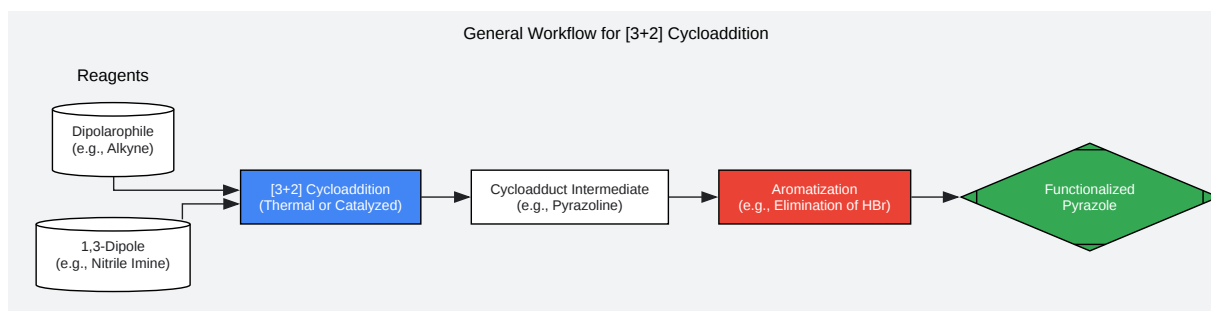 General Workflow for [3+2] Cycloaddition
Reagents
Dipolarophile
(e.g., Alkyne)
1,3-Dipole
(e.g., Nitrile Imine)
[3+2] Cycloaddition
(Thermal or Catalyzed)
Cycloadduct Intermediate
(e.g., Pyrazoline)
Aromatization
(e.g., Elimination of HBr)
Functionalized
Pyrazole